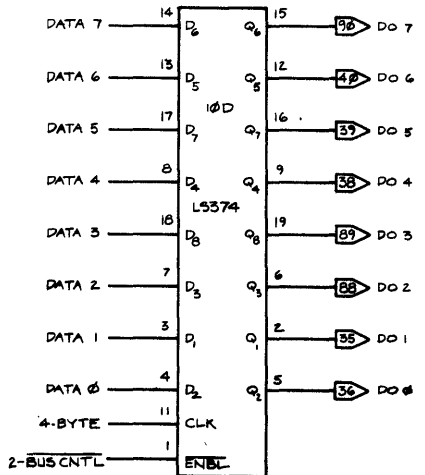 DATA 7 14 D6 Q6 15 90 DO 7
DATA 6 13 D5 Q5 12 40 DO 6
10D
DATA 5 17 D7 Q7 16 39 DO 5
DATA 4 8 D4 Q4 9 38 DO 4
LS374
DATA 3 18 D8 Q8 19 89 DO 3
DATA 2 7 D3 Q3 6 88 DO 2
DATA 1 3 D1 Q1 2 35 DO 1
DATA 0 4 D2 Q2 5 36 DO 0
4-BYTE 11 CLK
2-BUS CNTL 1 ENBL